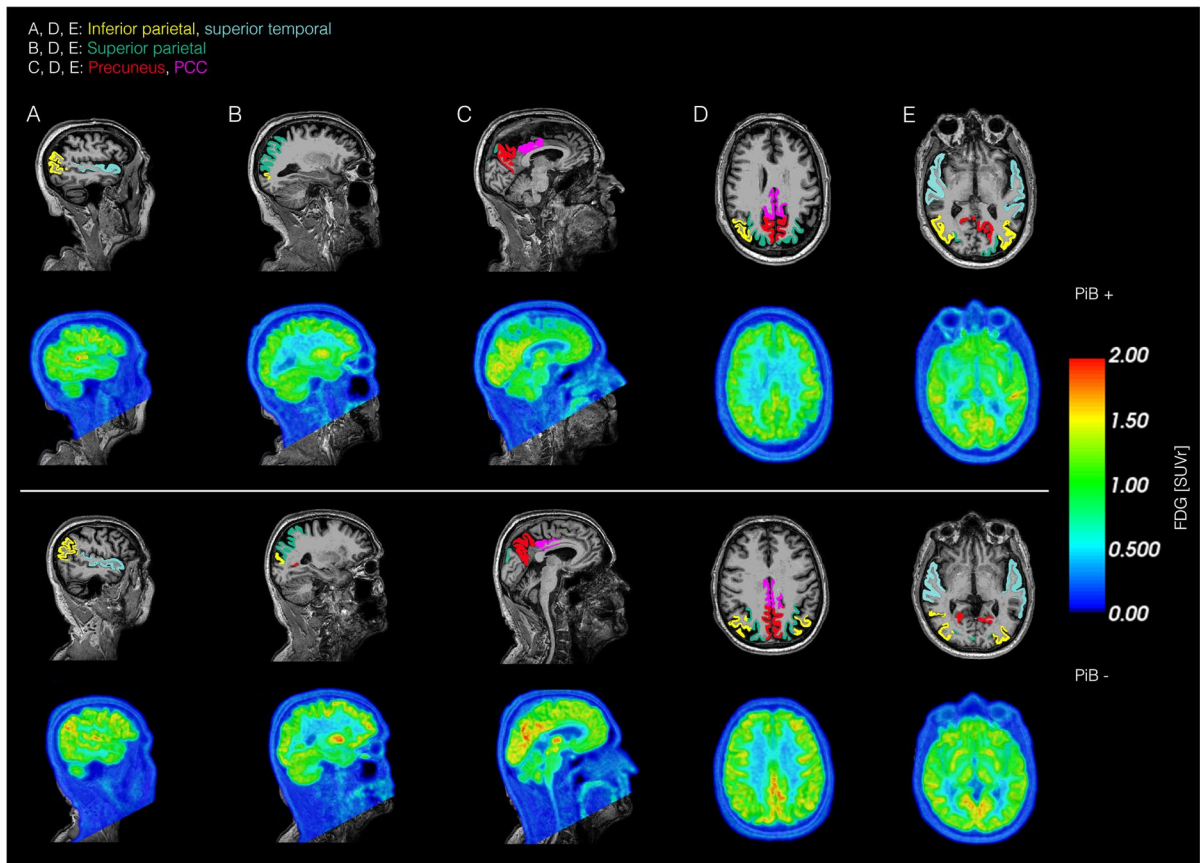 A, D, E: Inferior parietal, superior temporal
B, D, E: Superior parietal
C, D, E: Precuneus, PCC
A
B
C
D
E
PiB +
2.00
1.50
1.00
0.500
0.00
FDG [SUVr]
PiB -